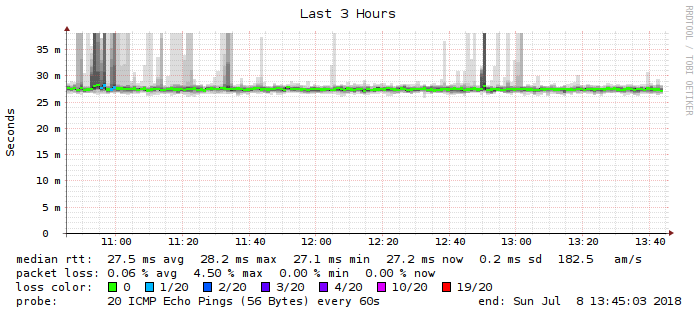 Last 3 Hours
RRDTOOL / TOBI OETIKER
Seconds
35 m
30 m
25 m
20 m
15 m
10 m
5 m
0
11:00 11:20 11:40 12:00 12:20 12:40 13:00 13:20 13:40
median rtt: 27.5 ms avg 28.2 ms max 27.1 ms min 27.2 ms now 0.2 ms sd 182.5 am/s
packet loss: 0.06 % avg 4.50 % max 0.00 % min 0.00 % now
loss color: 0 1/20 2/20 3/20 4/20 10/20 19/20
probe: 20 ICMP Echo Pings (56 Bytes) every 60s end: Sun Jul 8 13:45:03 2018